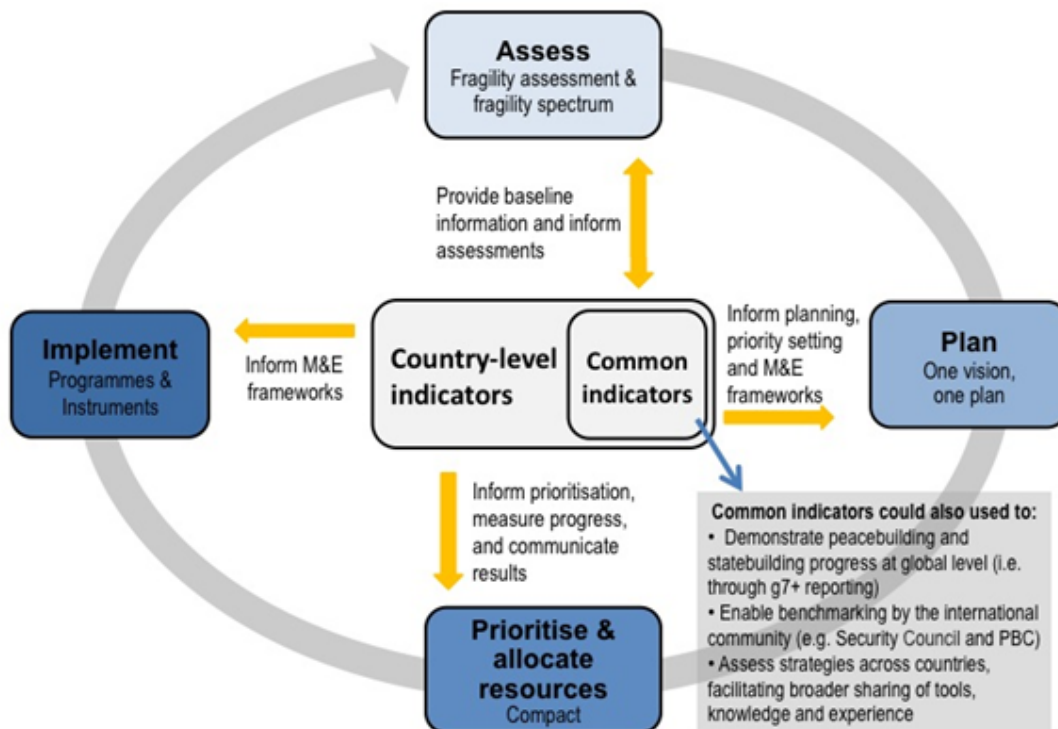 Assess
Fragility assessment &
fragility spectrum
Provide baseline
information and inform
assessments
Implement
Programmes &
Instruments
Inform M&E
frameworks
Country-level
indicators
Common
indicators
Inform planning,
priority setting
and M&E
frameworks
Plan
One vision,
one plan
Inform prioritisation,
measure progress,
and communicate
results
Prioritise &
allocate
resources
Compact
Common indicators could also used to:
• Demonstrate peacebuilding and
statebuilding progress at global level (i.e.
through g7+ reporting)
• Enable benchmarking by the international
community (e.g. Security Council and PBC)
• Assess strategies across countries,
facilitating broader sharing of tools,
knowledge and experience